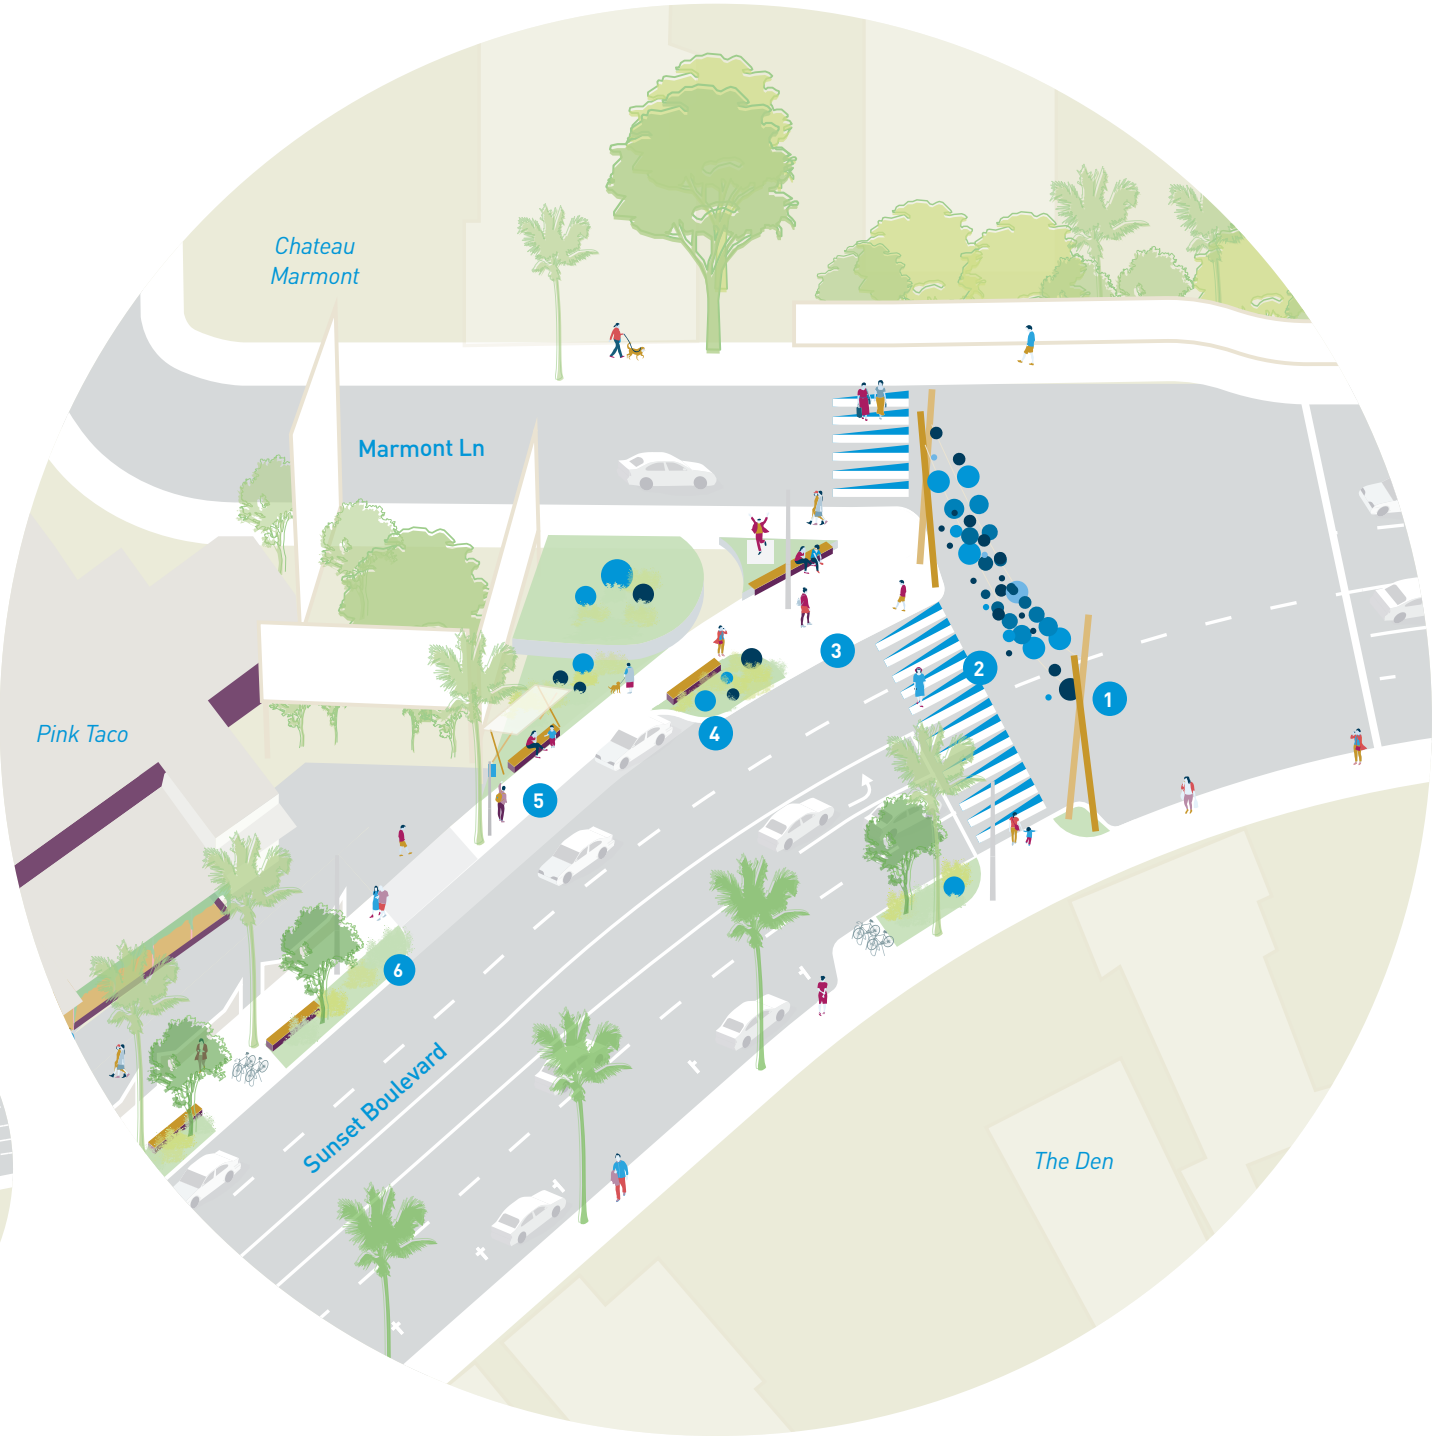 Chateau
Marmont
Marmont Ln
3
2
1
4
Pink Taco
5
6
Sunset Boulevard
The Den